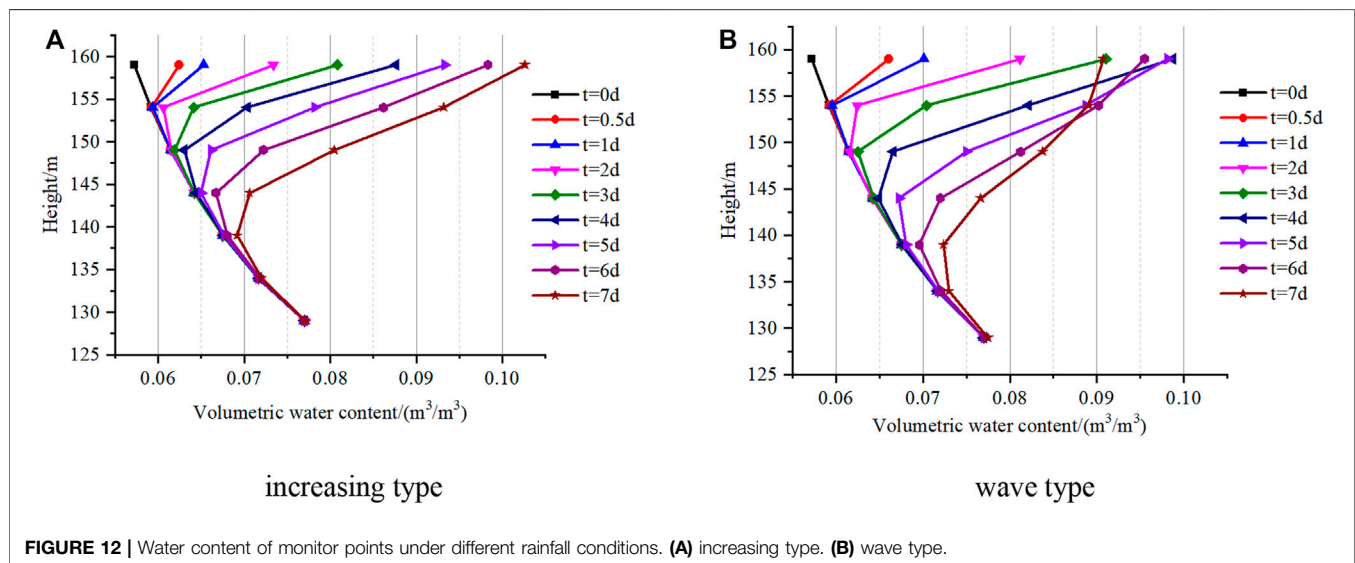 A
160
155
150
145
140
135
130
125
Height/m
0.06 0.07 0.08 0.09 0.10
Volumetric water content/(m³/m³)
t=0d
t=0.5d
t=1d
t=2d
t=3d
t=4d
t=5d
t=6d
t=7d
increasing type
B
160
155
150
145
140
135
130
125
Height/m
0.06 0.07 0.08 0.09 0.10
Volumetric water content/(m³/m³)
t=0d
t=0.5d
t=1d
t=2d
t=3d
t=4d
t=5d
t=6d
t=7d
wave type
FIGURE 12 | Water content of monitor points under different rainfall conditions. (A) increasing type. (B) wave type.